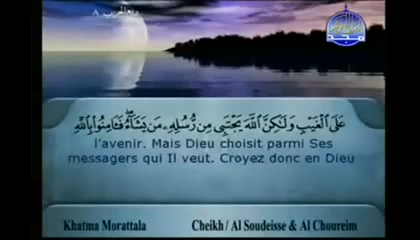 عَلَى الْغَيْبِ وَلَكِنَّ اللَّهَ يَجْتَبِي مِن رُّسُلِهِ مَن يَشَاءُ ۖ فَآمِنُوا بِاللَّهِ
l'avenir. Mais Dieu choisit parmi Ses
messagers qui Il veut. Croyez donc en Dieu
Khatma Morattala Cheikh/ Al Soudeisse & Al Choureim